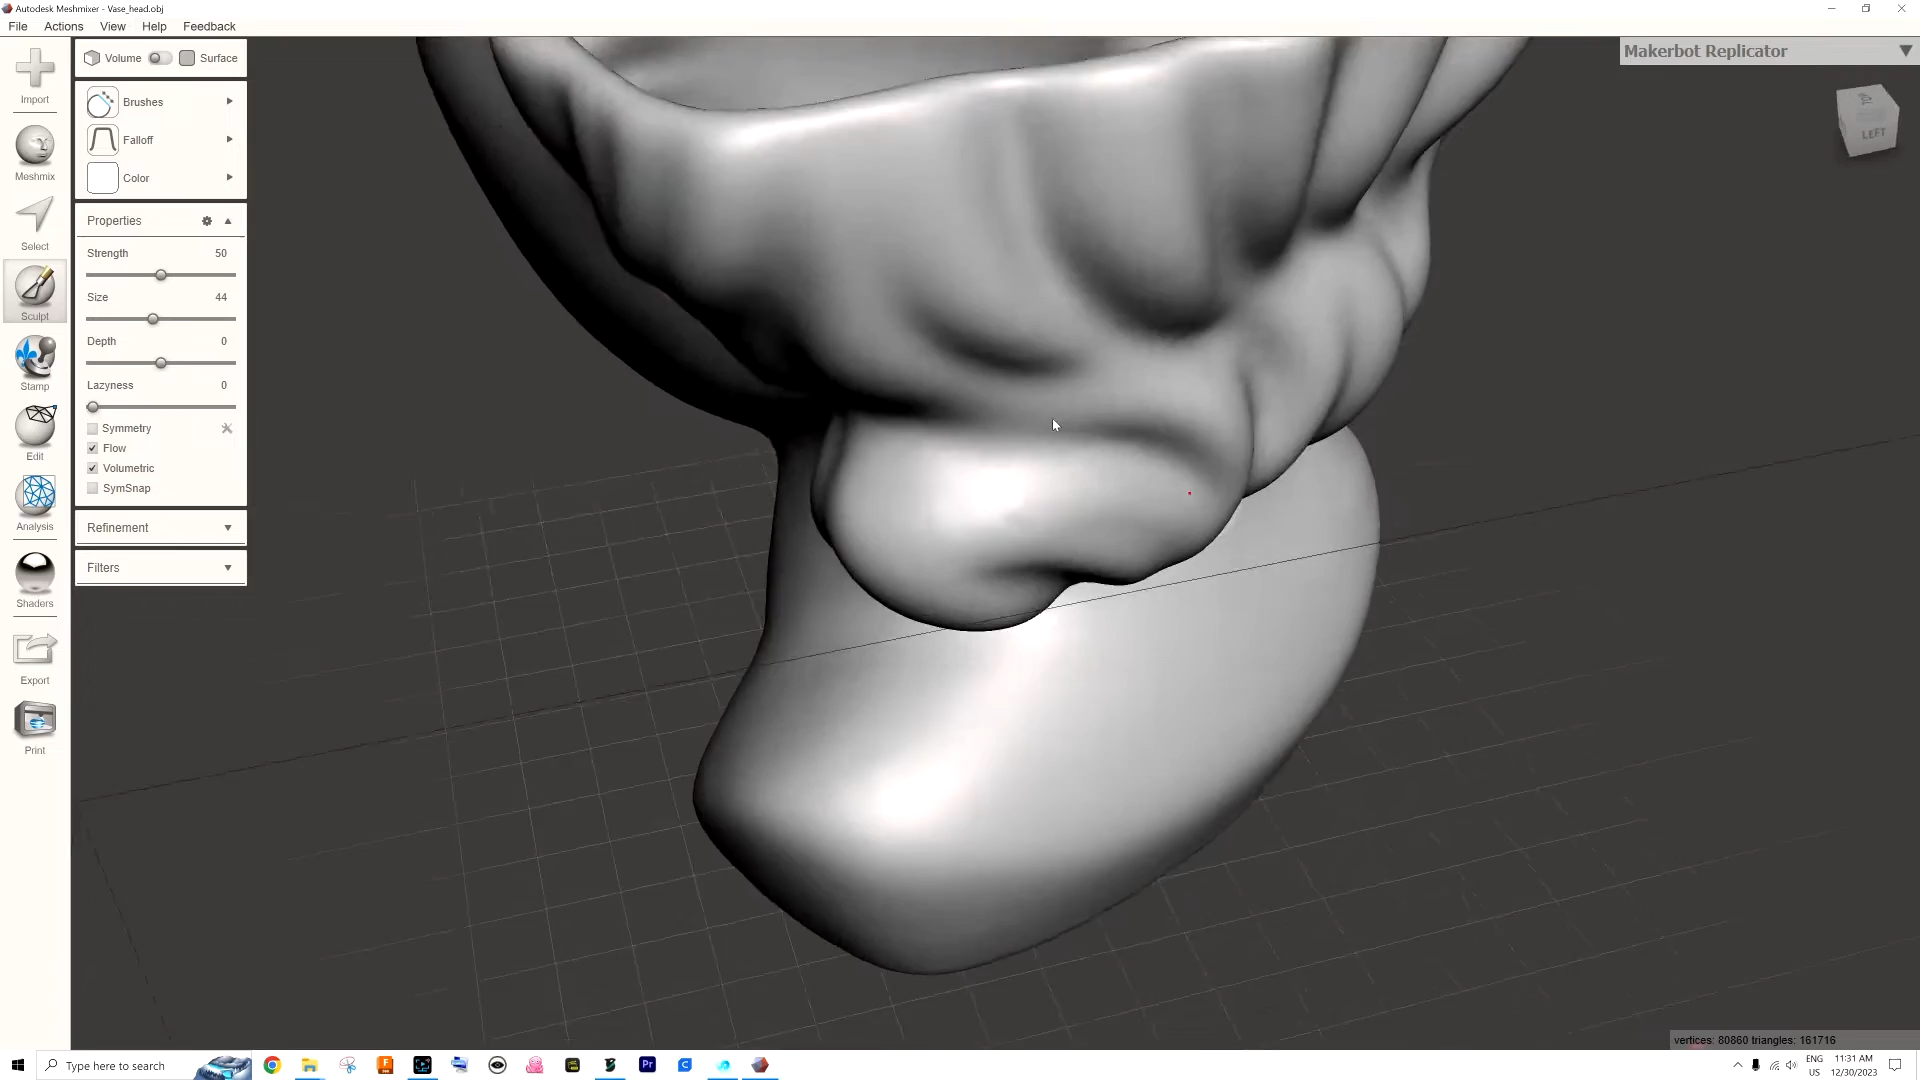 Autodesk Meshmixer - Vase_head.obj
File Actions View Help Feedback
Import
Meshmix
Select
Sculpt
Stamp
Edit
Analysis
Shaders
Export
Print
Volume Surface
Brushes
Falloff
Color
Properties
Strength 50
Size 44
Depth 0
Lazyness 0
Symmetry
Flow
Volumetric
SymSnap
Refinement
Filters
Makerbot Replicator
LEFT
vertices: 80860 triangles: 161716
Type here to search
Pr
ENG
US
11:31 AM
12/30/2023